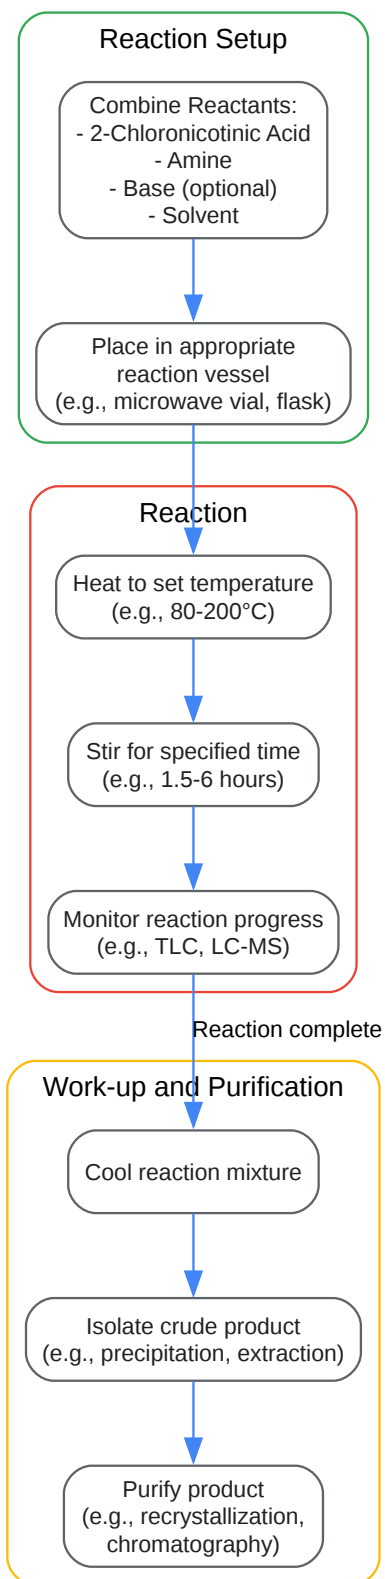 Reaction Setup
Combine Reactants:
- 2-Chloronicotinic Acid
- Amine
- Base (optional)
- Solvent
Place in appropriate
reaction vessel
(e.g., microwave vial, flask)
Reaction
Heat to set temperature
(e.g., 80-200°C)
Stir for specified time
(e.g., 1.5-6 hours)
Monitor reaction progress
(e.g., TLC, LC-MS)
Reaction complete
Work-up and Purification
Cool reaction mixture
Isolate crude product
(e.g., precipitation, extraction)
Purify product
(e.g., recrystallization,
chromatography)